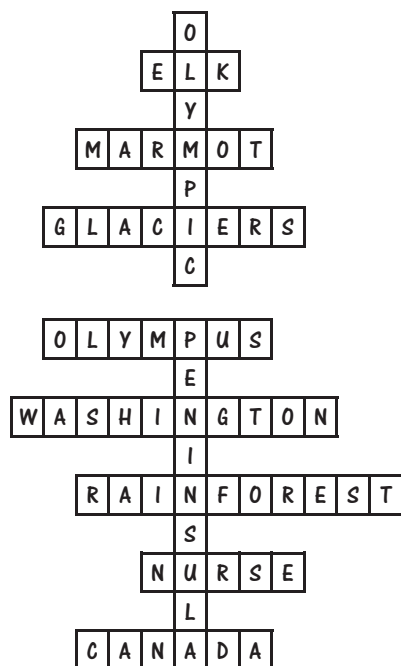 O
ELK
Y
MARMOT
P
GLACIERS
C
OLYMPUS
E
WASHINGTON
I
RAINFOREST
S
NURSE
L
CANADA